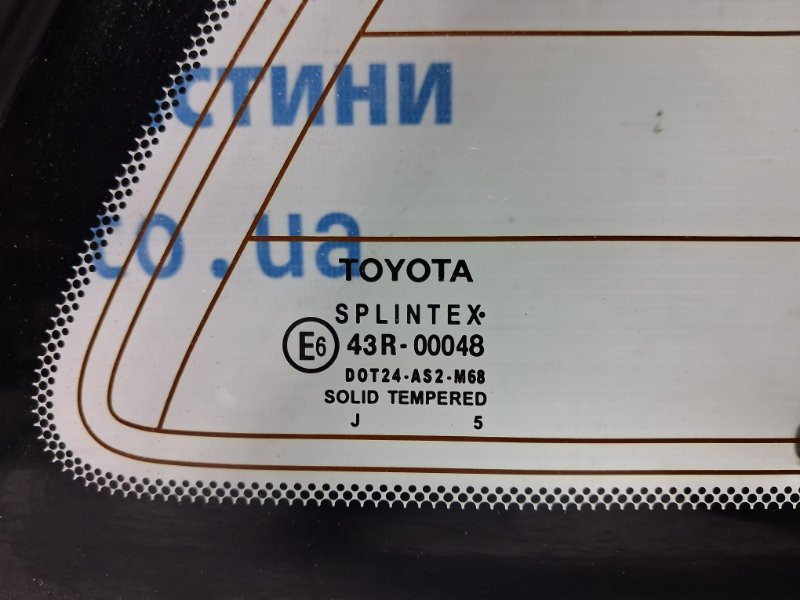 стини
co.ua
TOYOTA
SPLINTEX
E6 43R-00048
DOT24-AS2-M68
SOLID TEMPERED
J 5